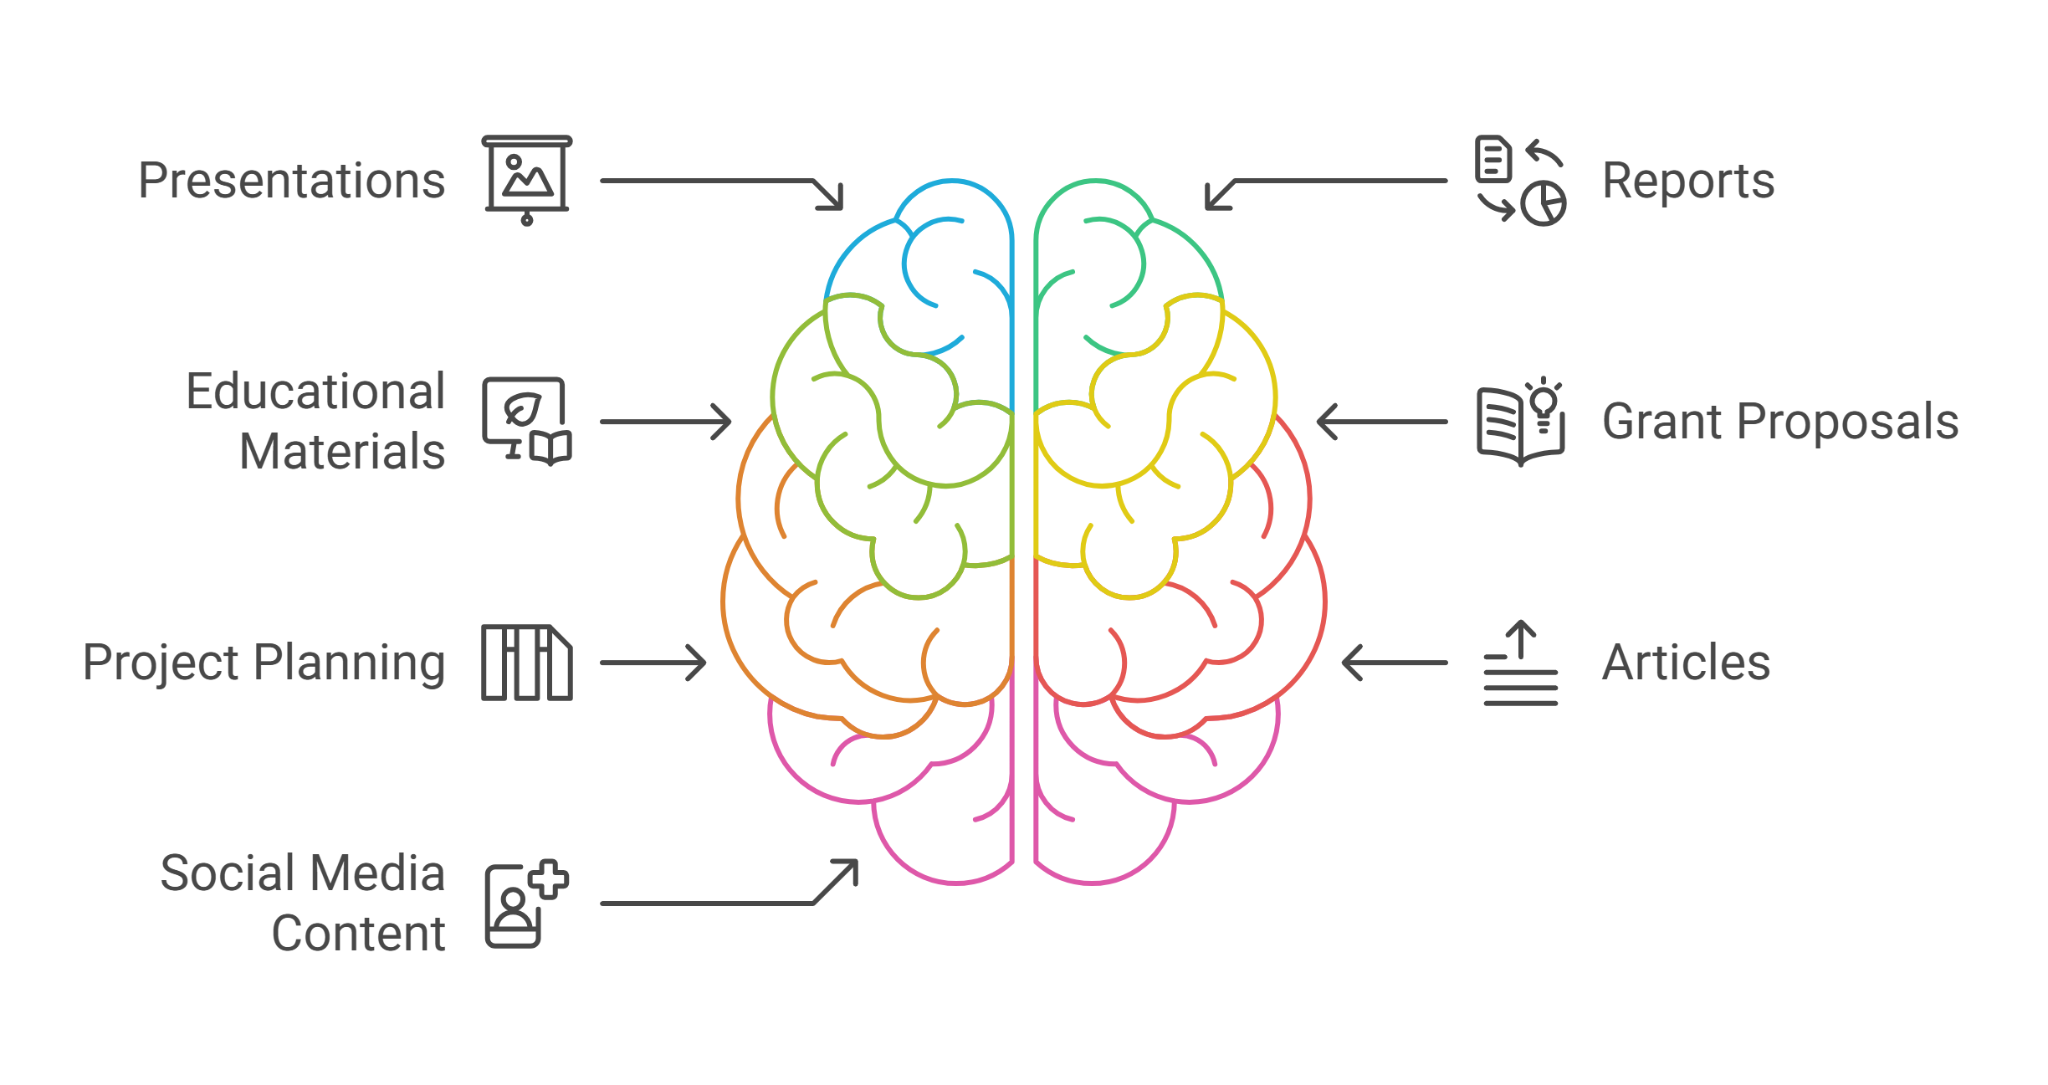 Presentations
Reports
Educational
Materials
Grant Proposals
Project Planning
Articles
Social Media
Content